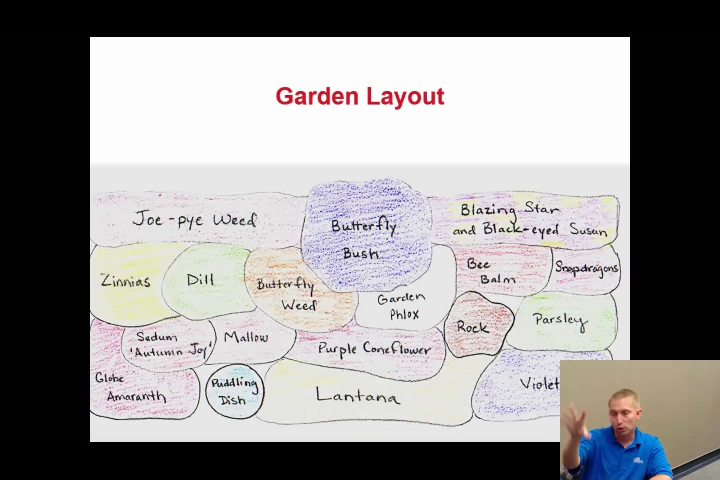 Garden Layout
Joe-pye Weed
Butterfly
Bush
Blazing Star
and Black-eyed Susan
Zinnias
Dill
Butterfly
Weed
Garden
Phlox
Bee
Balm
Snapdragons
Sedum
'Autumn Joy'
Mallow
Purple Coneflower
Rock
Parsley
Globe
Amaranth
Puddling
Dish
Lantana
Violet